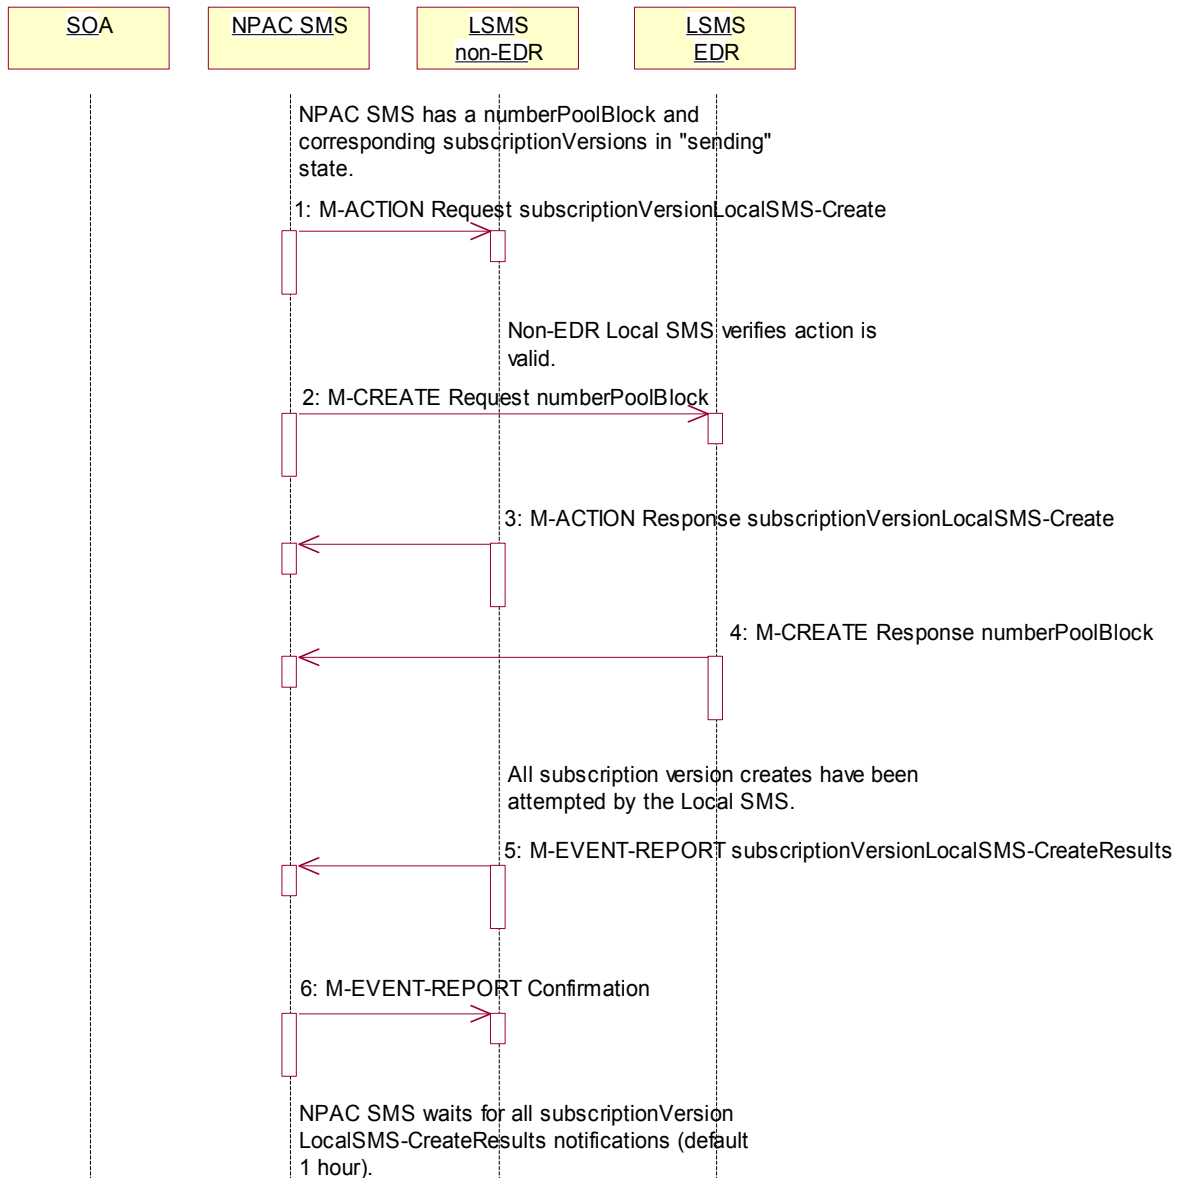 SOA
NPAC SMS
LSMS
non-EDR
LSMS
EDR
NPAC SMS has a numberPoolBlock and
corresponding subscriptionVersions in "sending"
state.
1: M-ACTION Request subscriptionVersionLocalSMS-Create
Non-EDR Local SMS verifies action is
valid.
2: M-CREATE Request numberPoolBlock
3: M-ACTION Response subscriptionVersionLocalSMS-Create
4: M-CREATE Response numberPoolBlock
All subscription version creates have been
attempted by the Local SMS.
5: M-EVENT-REPORT subscriptionVersionLocalSMS-CreateResults
6: M-EVENT-REPORT Confirmation
NPAC SMS waits for all subscriptionVersion
LocalSMS-CreateResults notifications (default
1 hour).